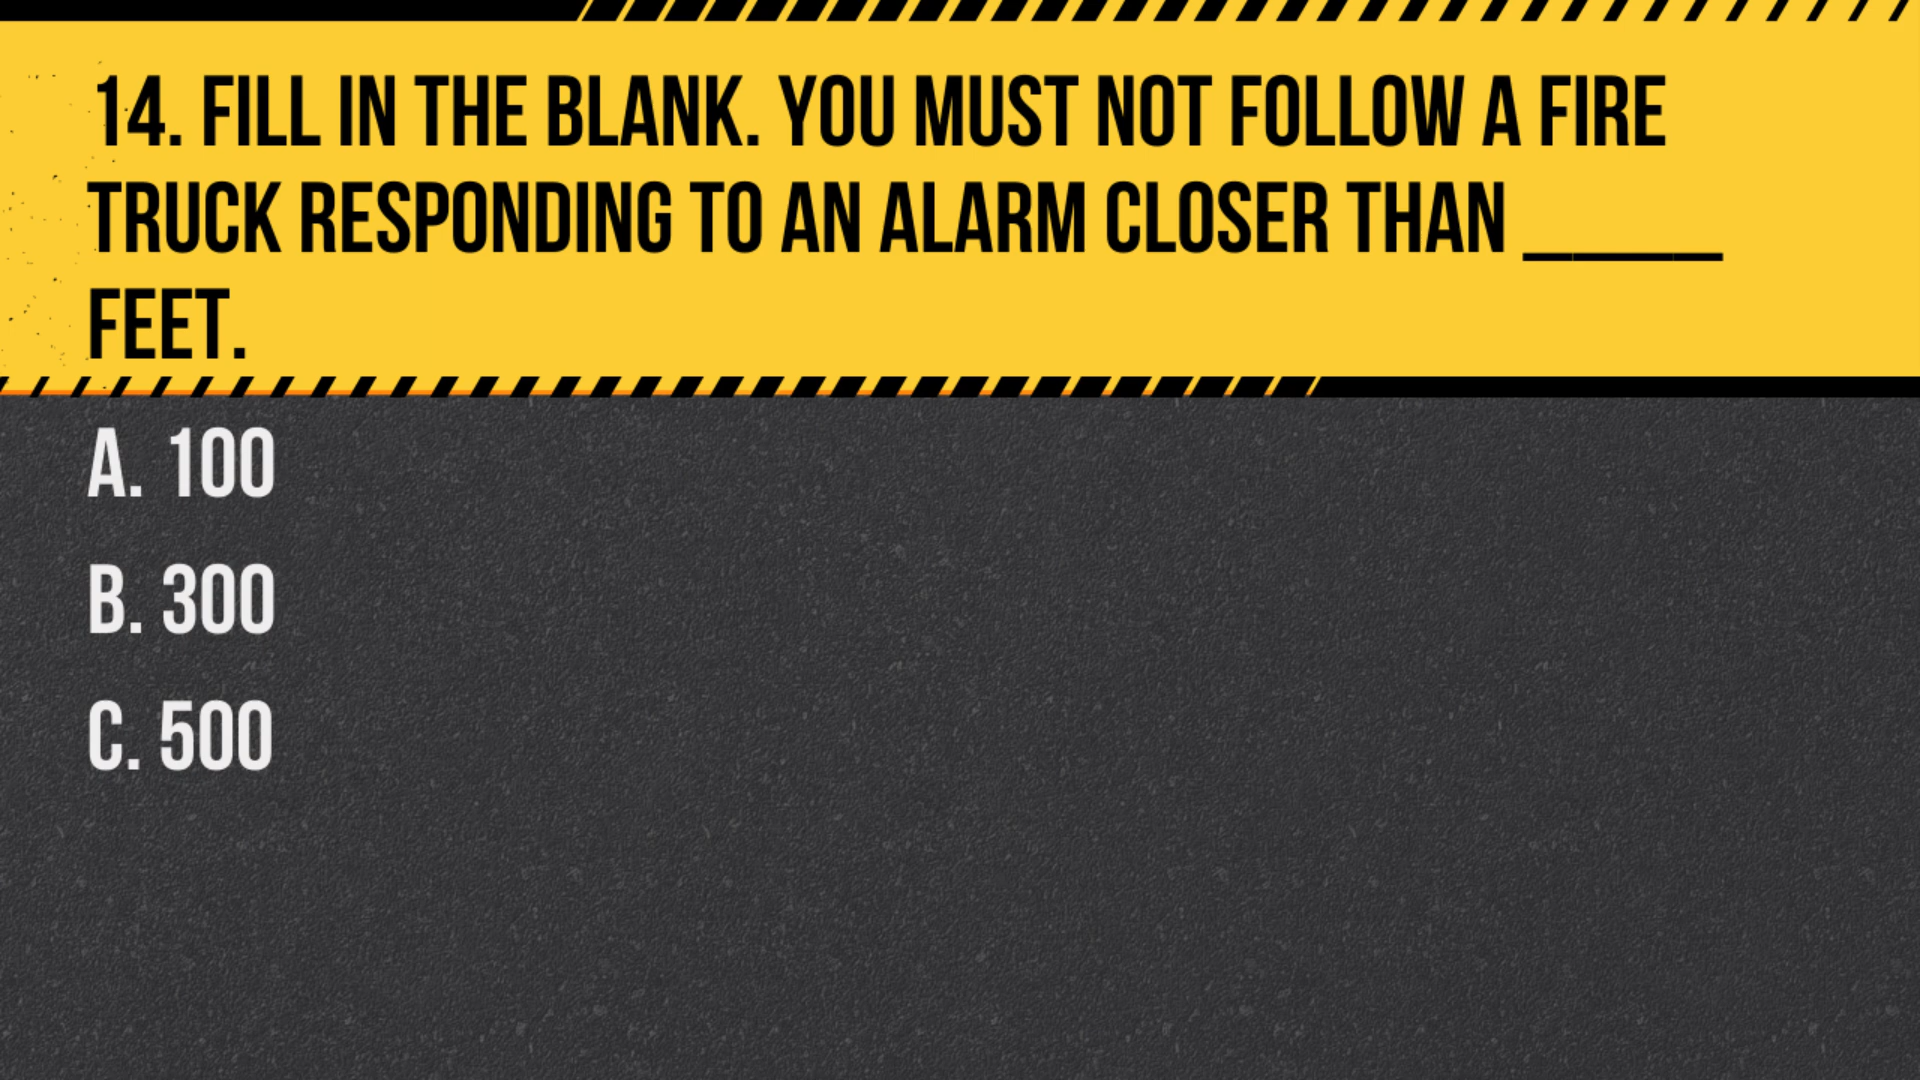 14. FILL IN THE BLANK. YOU MUST NOT FOLLOW A FIRE
TRUCK RESPONDING TO AN ALARM CLOSER THAN ____
FEET.
A. 100
B. 300
C. 500